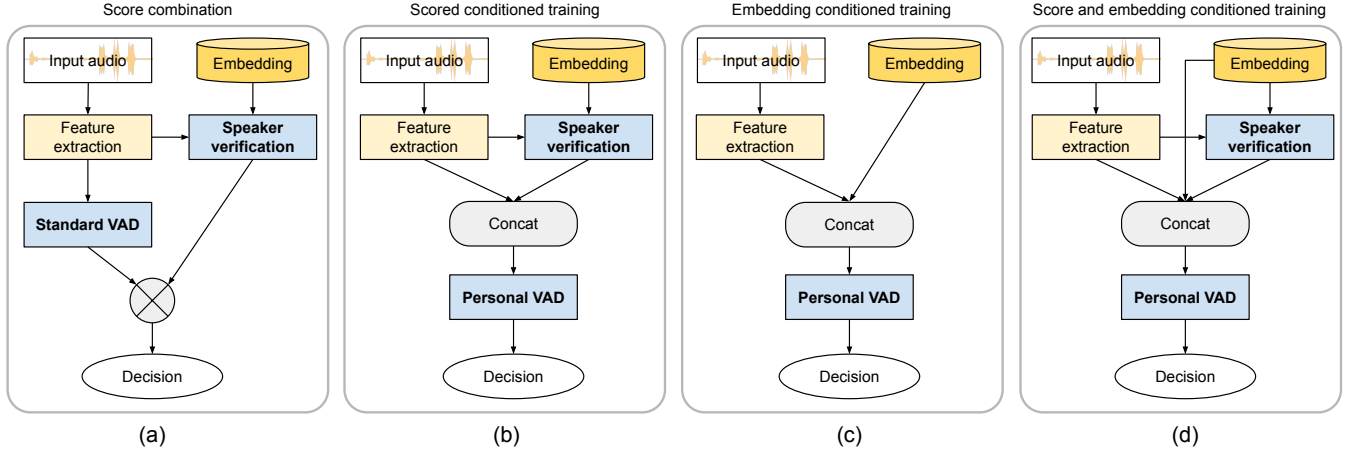 Score combination
Input audio
Embedding
Feature
extraction
Speaker
verification
Standard VAD
Decision
(a)
Scored conditioned training
Input audio
Embedding
Feature
extraction
Speaker
verification
Concat
Personal VAD
Decision
(b)
Embedding conditioned training
Input audio
Embedding
Feature
extraction
Concat
Personal VAD
Decision
(c)
Score and embedding conditioned training
Input audio
Embedding
Feature
extraction
Speaker
verification
Concat
Personal VAD
Decision
(d)